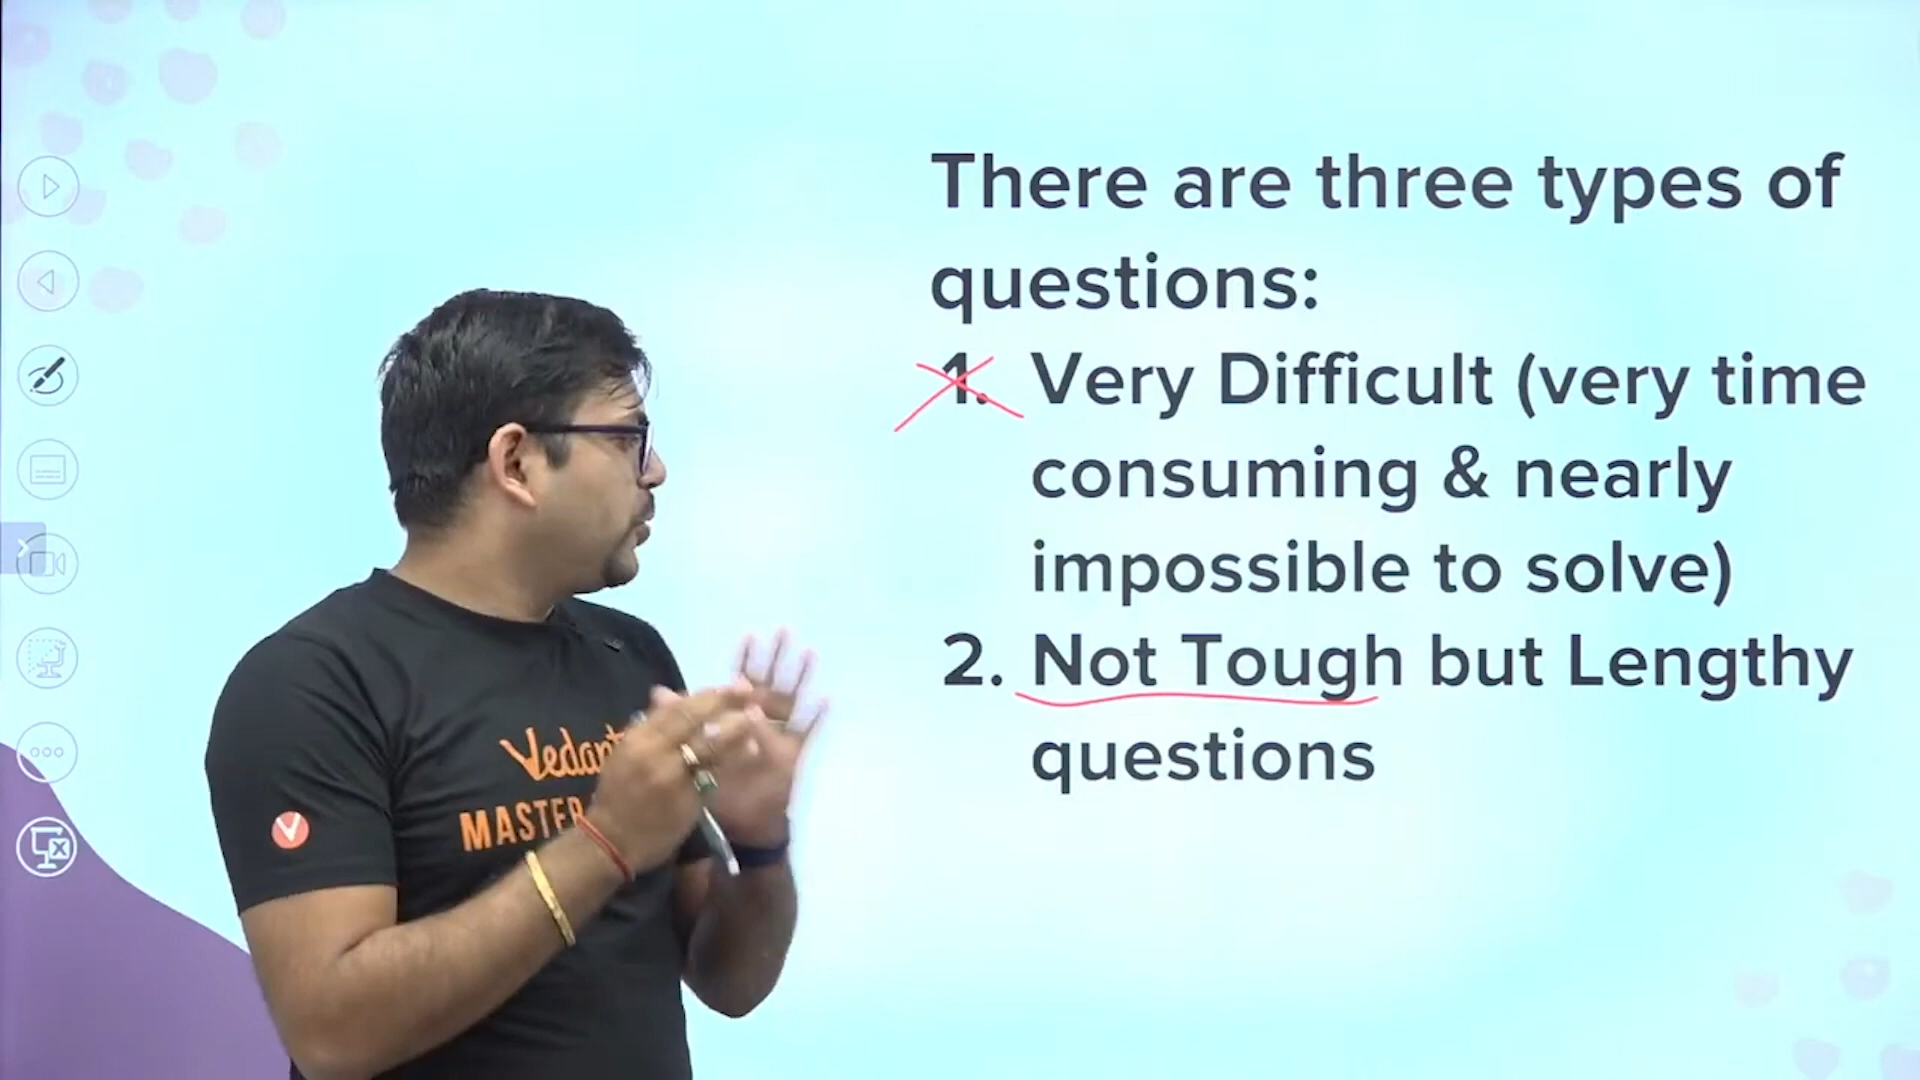 There are three types of
questions:
1. Very Difficult (very time
consuming & nearly
impossible to solve)
2. Not Tough but Lengthy
questions
MASTER
V